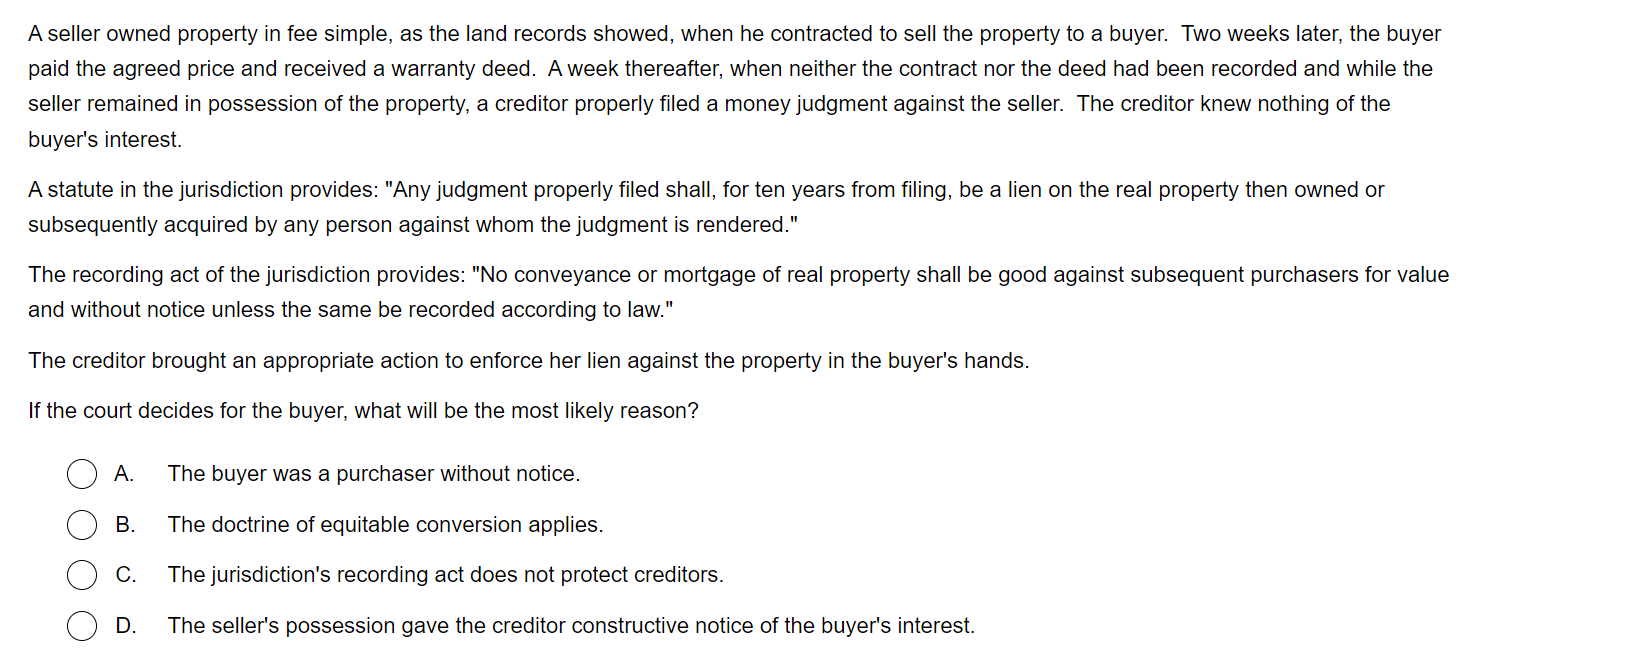 A seller owned property in fee simple, as the land records showed, when he contracted to sell the property to a buyer.  Two weeks later, the buyer
paid the agreed price and received a warranty deed.  A week thereafter, when neither the contract nor the deed had been recorded and while the
seller remained in possession of the property, a creditor properly filed a money judgment against the seller.  The creditor knew nothing of the
buyer's interest.
A statute in the jurisdiction provides: "Any judgment properly filed shall, for ten years from filing, be a lien on the real property then owned or
subsequently acquired by any person against whom the judgment is rendered."
The recording act of the jurisdiction provides: "No conveyance or mortgage of real property shall be good against subsequent purchasers for value
and without notice unless the same be recorded according to law."
The creditor brought an appropriate action to enforce her lien against the property in the buyer's hands.
If the court decides for the buyer, what will be the most likely reason?
A. The buyer was a purchaser without notice.
B. The doctrine of equitable conversion applies.
C. The jurisdiction's recording act does not protect creditors.
D. The seller's possession gave the creditor constructive notice of the buyer's interest.